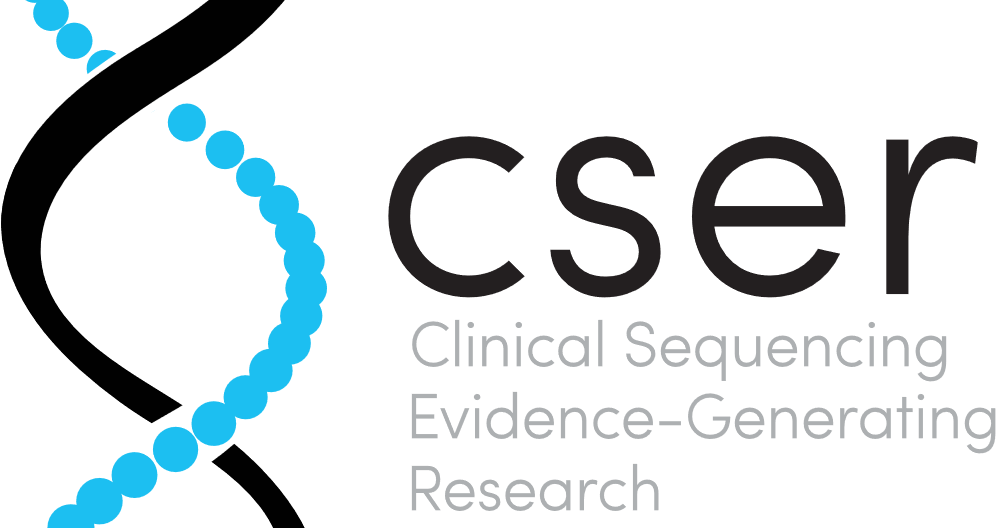 cser
Clinical Sequencing
Evidence-Generating
Research